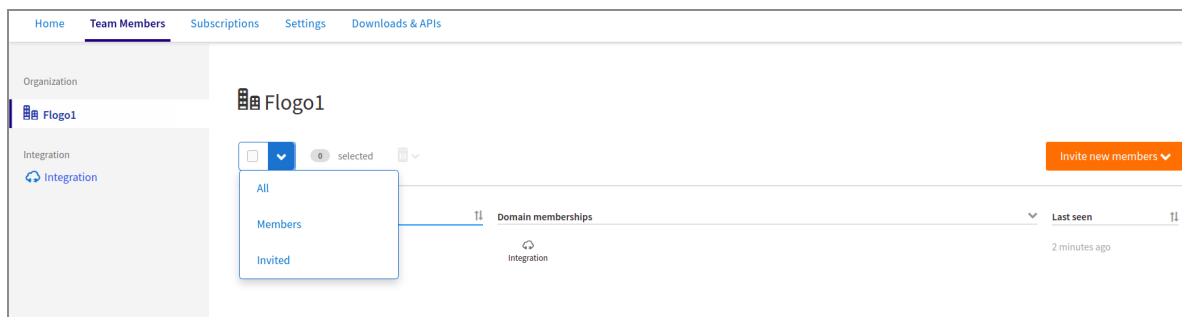 Home Team Members Subscriptions Settings Downloads & APIs
Organization
Flogo1
Integration
Integration
Flogo1
0 selected
Invite new members
All
Members
Invited
Domain memberships Last seen
Integration 2 minutes ago